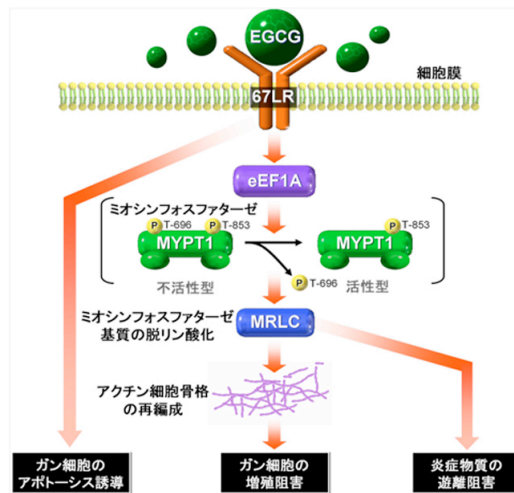 EGCG
細胞膜
67LR
eEF1A
ミオシンフォスファターゼ
P T-696 P T-853
MYPT1
不活性型
P T-853
MYPT1
活性型
P T-696
ミオシンフォスファターゼ
基質の脱リン酸化
MRLC
アクチン細胞骨格
の再編成
ガン細胞の
アポトーシス誘導
ガン細胞の
増殖阻害
炎症物質の
遊離阻害